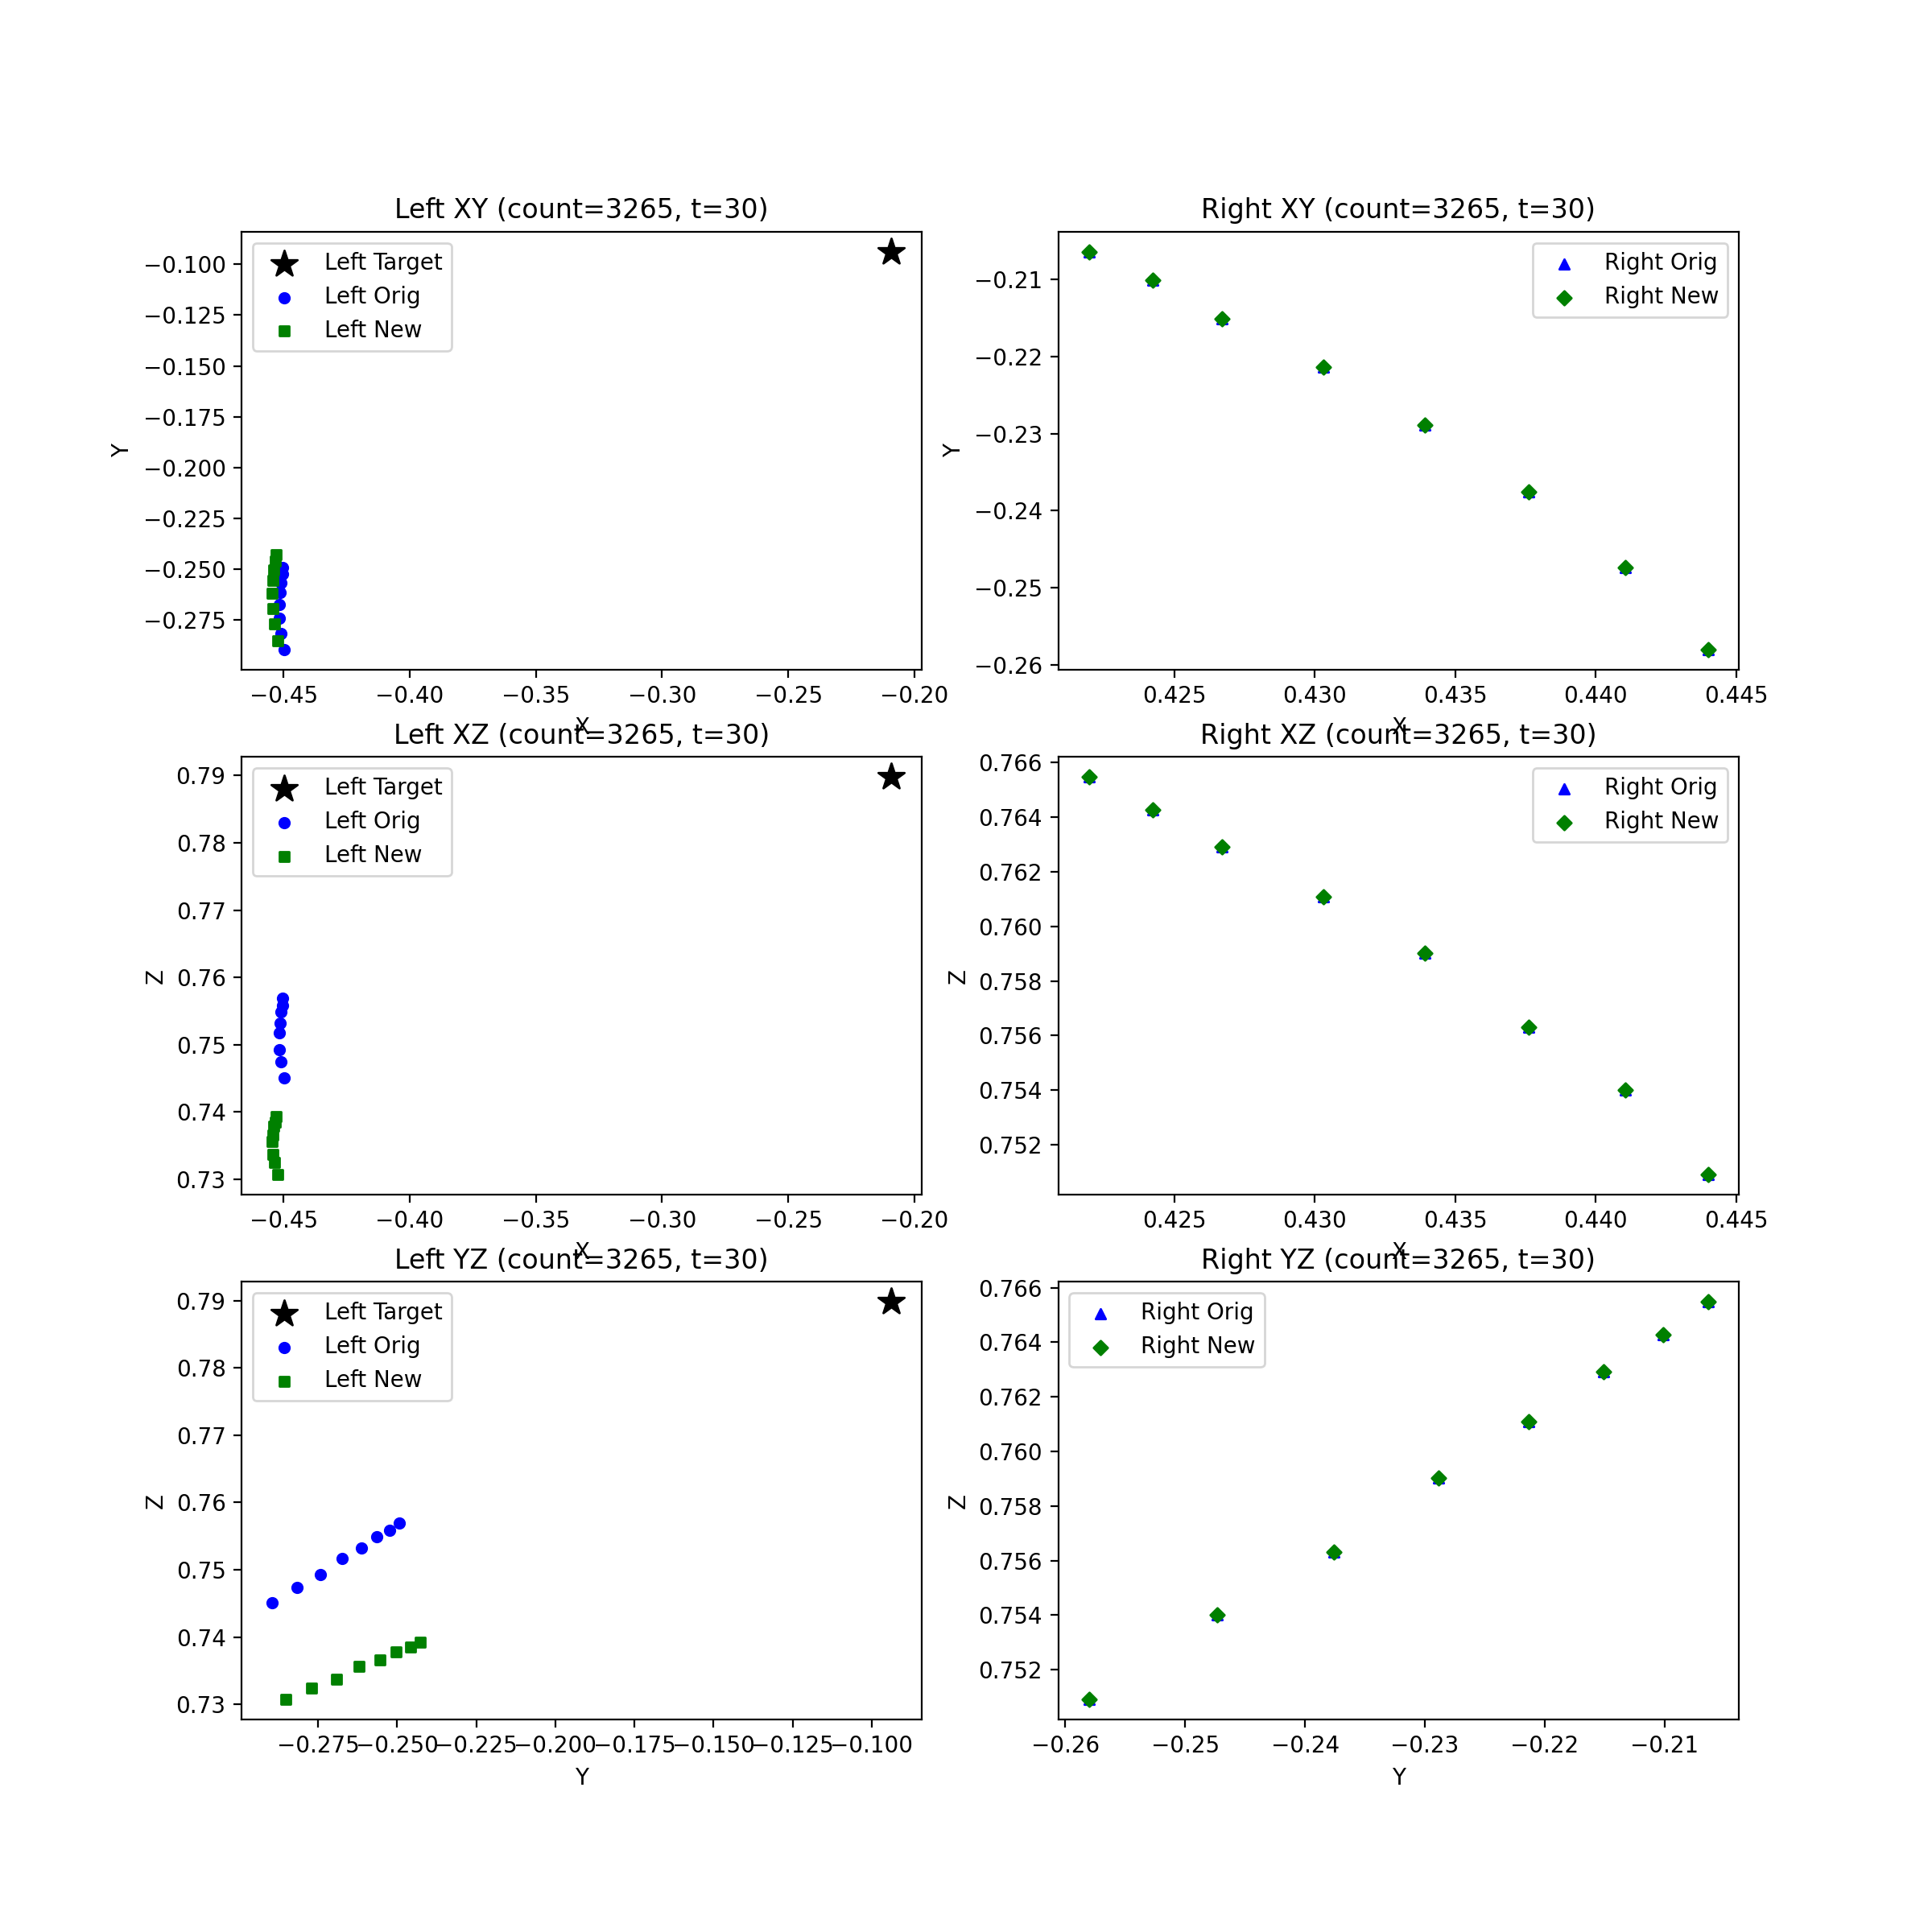 Left XY (count=3265, t=30)
Left Target
Left Orig
Left New
−0.100
−0.125
−0.150
−0.175
−0.200
−0.225
−0.250
−0.275
Y
−0.45 −0.40 −0.35 −0.30 −0.25 −0.20
X
Right XY (count=3265, t=30)
Right Orig
Right New
−0.21
−0.22
−0.23
−0.24
−0.25
−0.26
Y
0.425 0.430 0.435 0.440 0.445
X
Left XZ (count=3265, t=30)
Left Target
Left Orig
Left New
0.79
0.78
0.77
0.76
0.75
0.74
0.73
Z
−0.45 −0.40 −0.35 −0.30 −0.25 −0.20
X
Right XZ (count=3265, t=30)
Right Orig
Right New
0.766
0.764
0.762
0.760
0.758
0.756
0.754
0.752
Z
0.425 0.430 0.435 0.440 0.445
X
Left YZ (count=3265, t=30)
Left Target
Left Orig
Left New
0.79
0.78
0.77
0.76
0.75
0.74
0.73
Z
−0.275 −0.250 −0.225 −0.200 −0.175 −0.150 −0.125 −0.100
Y
Right YZ (count=3265, t=30)
Right Orig
Right New
0.766
0.764
0.762
0.760
0.758
0.756
0.754
0.752
Z
−0.26 −0.25 −0.24 −0.23 −0.22 −0.21
Y